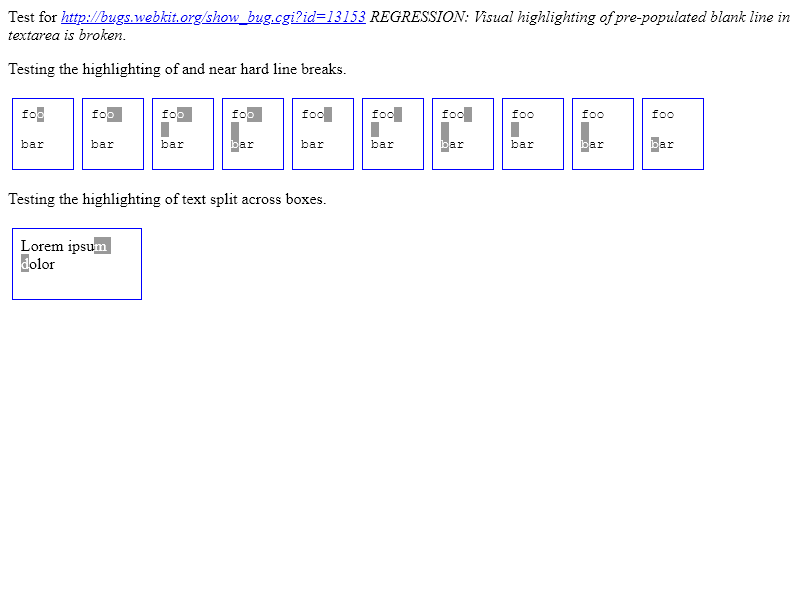 Test for http://bugs.webkit.org/show_bug.cgi?id=13153 REGRESSION: Visual highlighting of pre-populated blank line in
textarea is broken.
Testing the highlighting of and near hard line breaks.
foo foo foo foo foo foo foo foo foo foo
bar bar bar bar bar bar bar bar bar bar
Testing the highlighting of text split across boxes.
Lorem ipsum
dolor